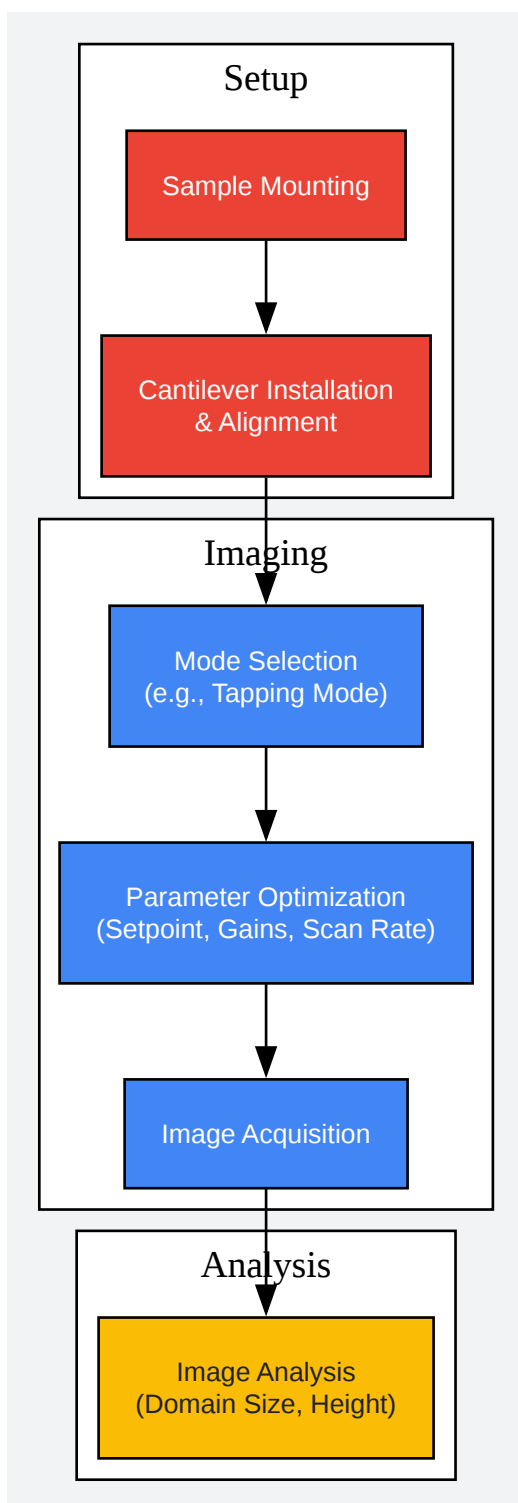 Setup
Sample Mounting
Cantilever Installation
& Alignment
Imaging
Mode Selection
(e.g., Tapping Mode)
Parameter Optimization
(Setpoint, Gains, Scan Rate)
Image Acquisition
Analysis
Image Analysis
(Domain Size, Height)